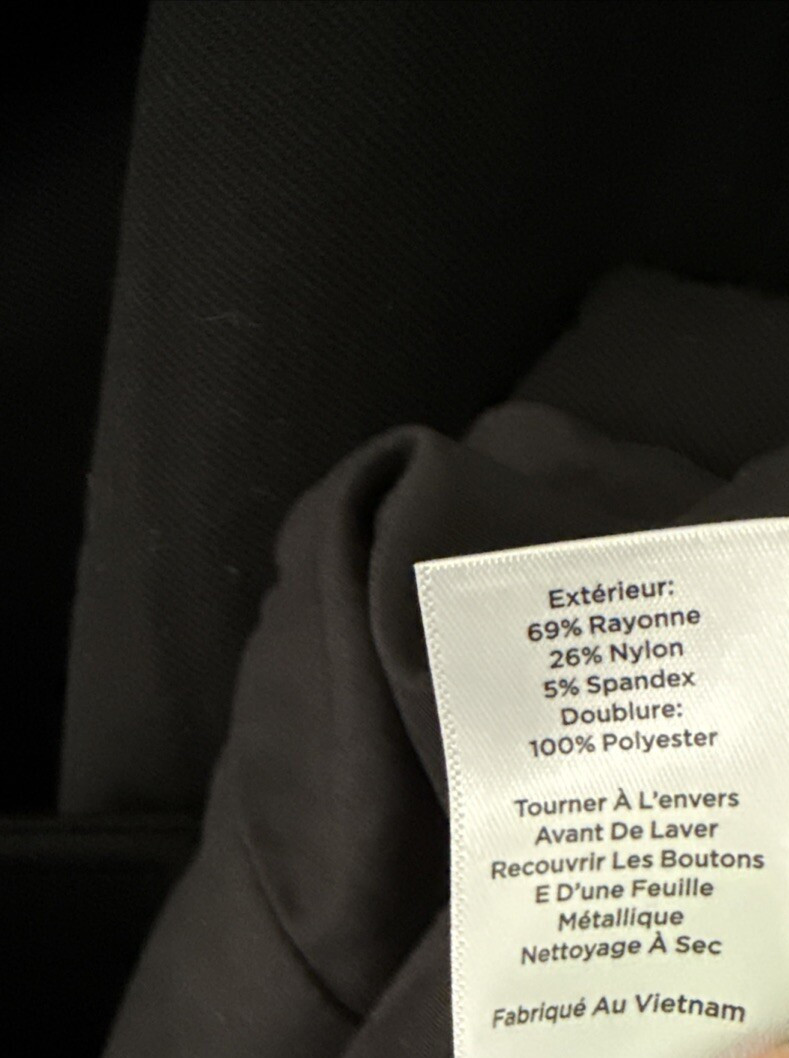 Extérieur:
69% Rayonne
26% Nylon
5% Spandex
Doublure:
100% Polyester
Tourner À L'envers
Avant De Laver
Recouvrir Les Boutons
E D'une Feuille
Métallique
Nettoyage À Sec
Fabriqué Au Vietnam